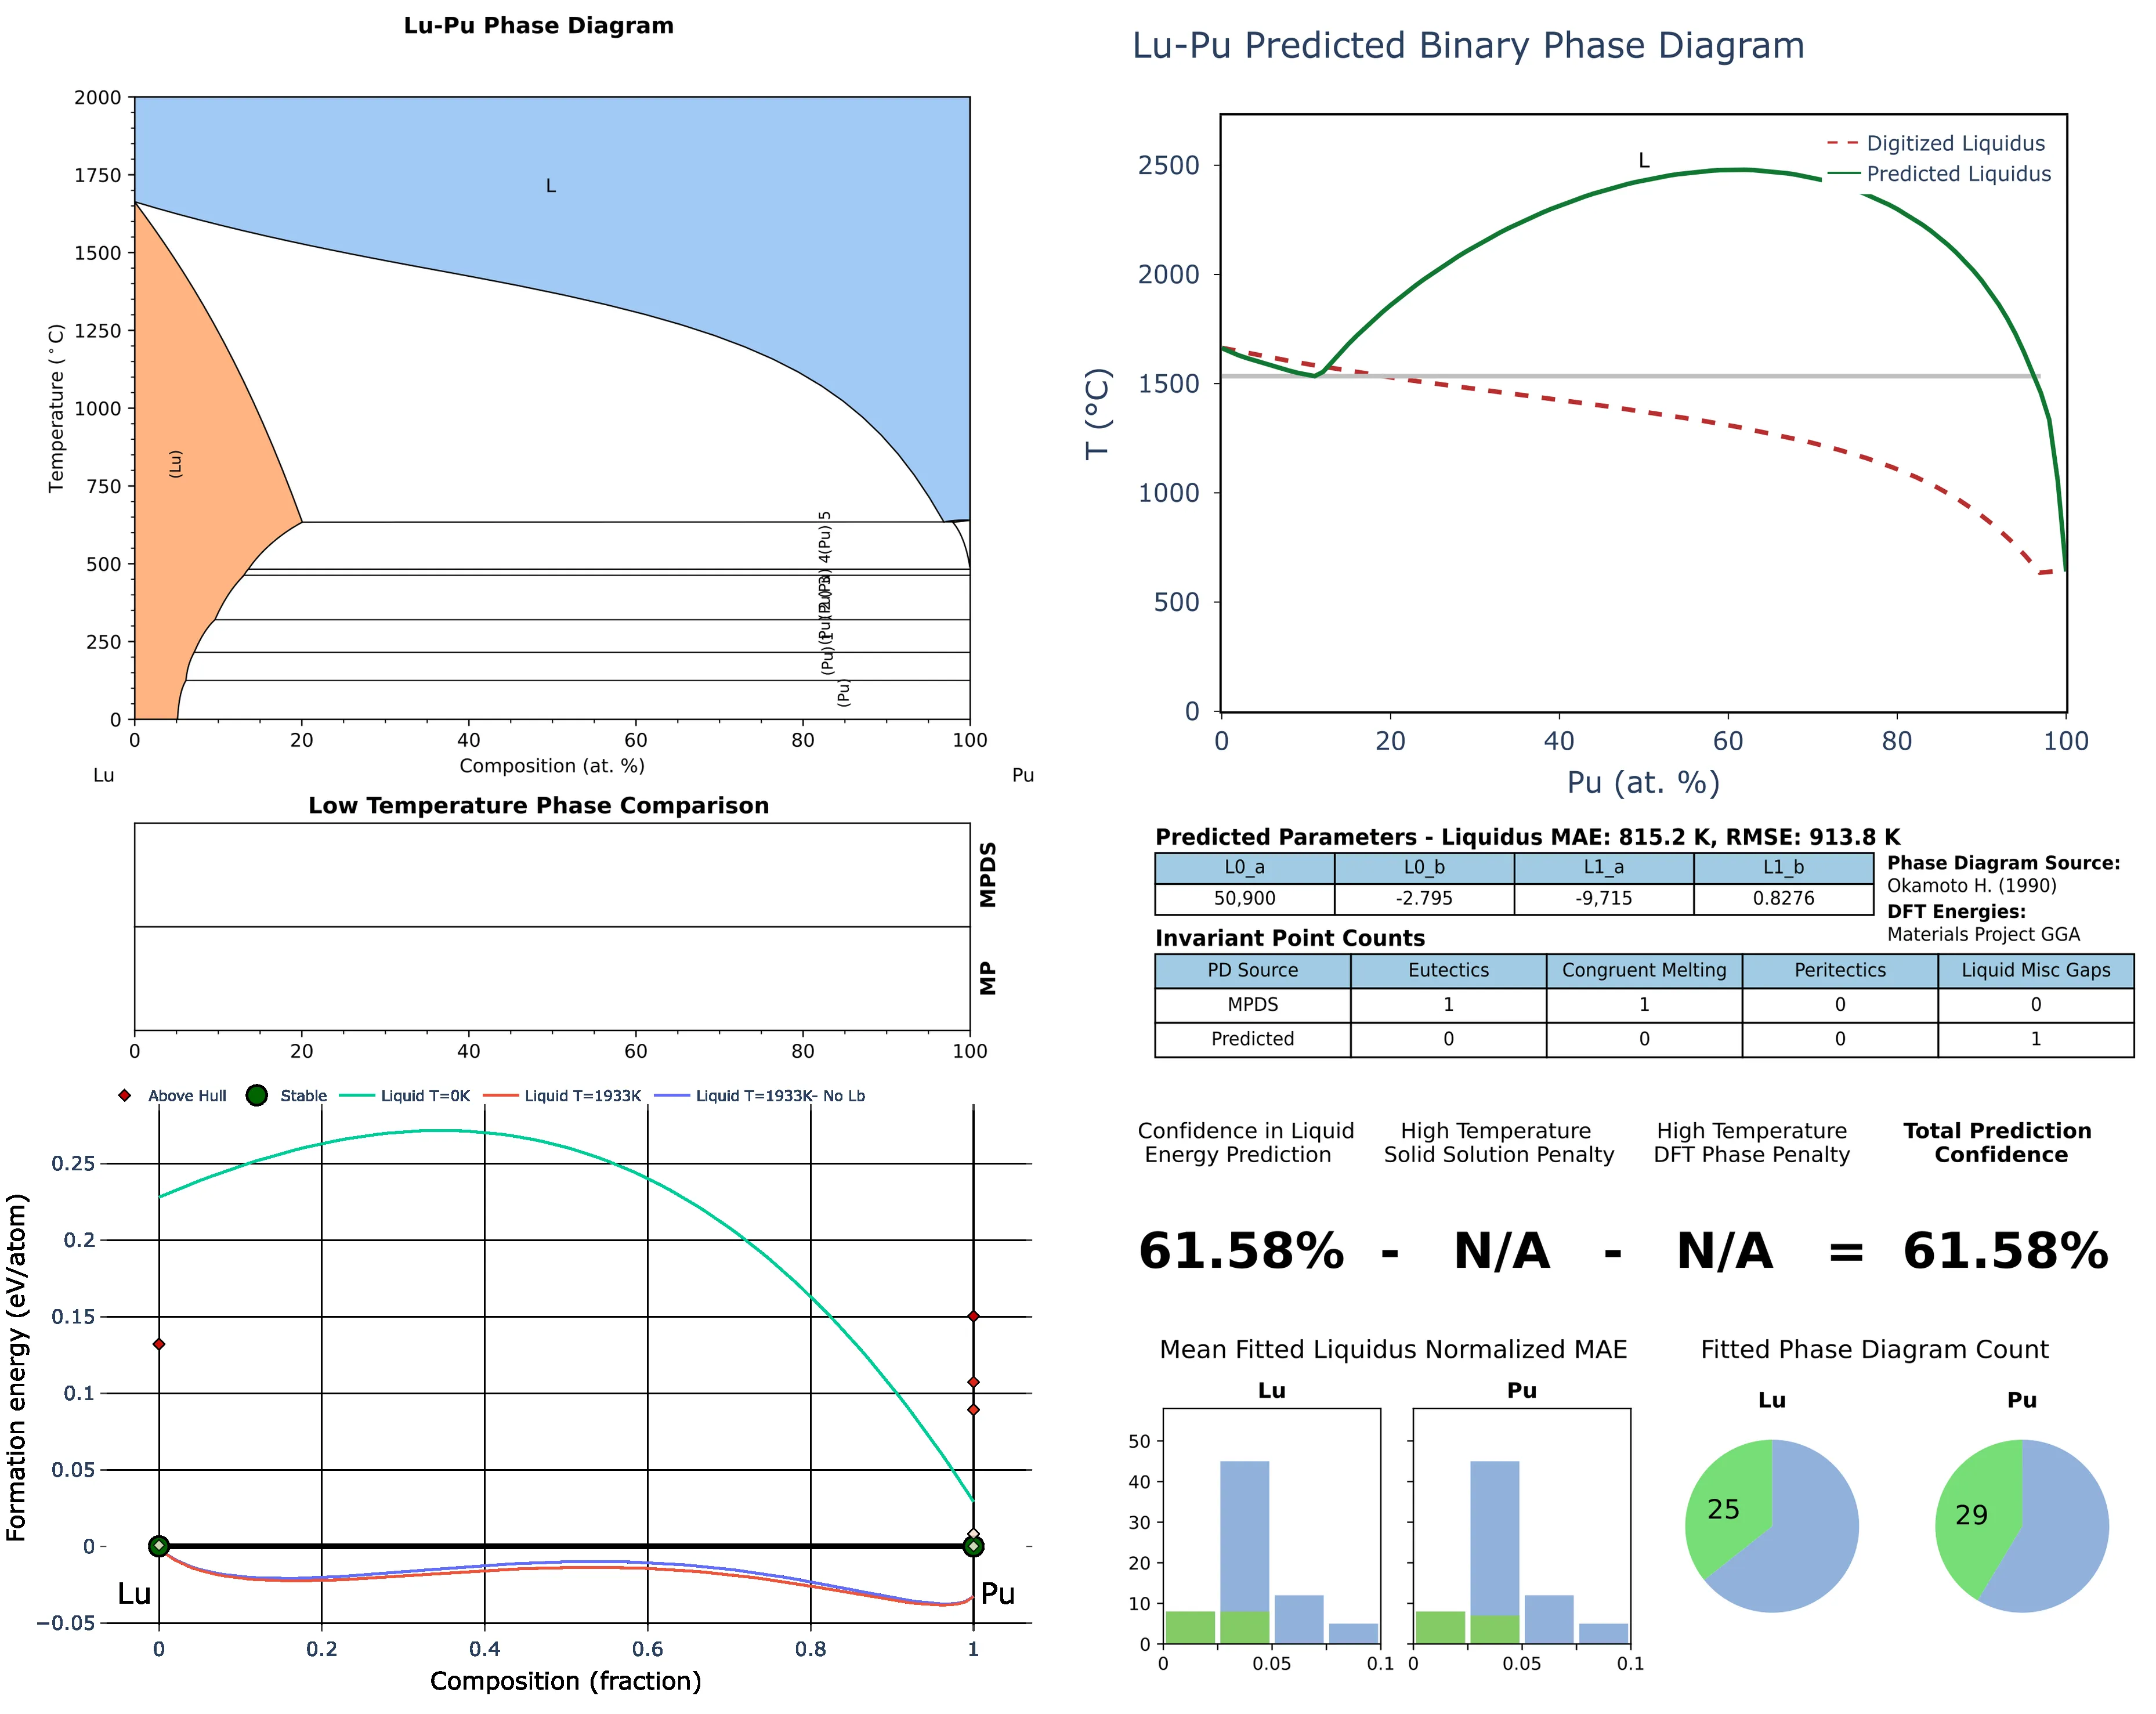 Lu-Pu Phase Diagram
2000
1750
1500
1250
1000
750
500
250
0
Temperature (°C)
L
(Lu)
(Pu) 5
(Pu) 1
(Pu)
0 20 40 60 80 100
Composition (at. %)
Lu Pu
Low Temperature Phase Comparison
MPDS
MP
0 20 40 60 80 100
Above Hull Stable Liquid T=0K Liquid T=1933K Liquid T=1933K- No Lb
0.25
0.2
0.15
0.1
0.05
0
−0.05
Formation energy (eV/atom)
Lu Pu
0 0.2 0.4 0.6 0.8 1
Composition (fraction)
Lu-Pu Predicted Binary Phase Diagram
Digitized Liquidus
Predicted Liquidus
L
2500
2000
1500
1000
500
0
T (°C)
0 20 40 60 80 100
Pu (at. %)
Predicted Parameters - Liquidus MAE: 815.2 K, RMSE: 913.8 K
L0_a L0_b L1_a L1_b
50,900 -2.795 -9,715 0.8276
Phase Diagram Source:
Okamoto H. (1990)
DFT Energies:
Materials Project GGA
Invariant Point Counts
PD Source Eutectics Congruent Melting Peritectics Liquid Misc Gaps
MPDS 1 1 0 0
Predicted 0 0 0 1
Confidence in Liquid
Energy Prediction
High Temperature
Solid Solution Penalty
High Temperature
DFT Phase Penalty
Total Prediction
Confidence
61.58% - N/A - N/A = 61.58%
Mean Fitted Liquidus Normalized MAE
Lu Pu
50
40
30
20
10
0
0 0.05 0.1 0 0.05 0.1
Fitted Phase Diagram Count
Lu Pu
25 29